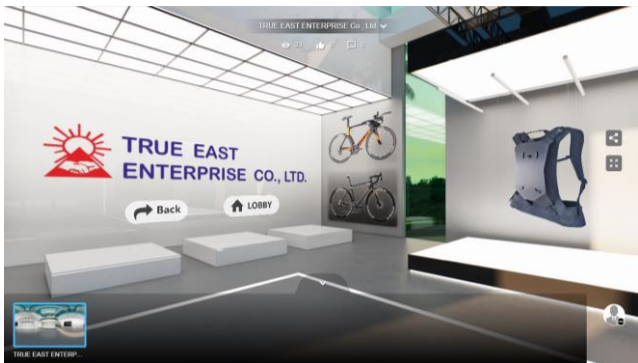 TRUE EAST ENTERPRISE Co., Ltd
TRUE EAST
ENTERPRISE CO., LTD.
Back
LOBBY
TRUE EAST ENTERP...